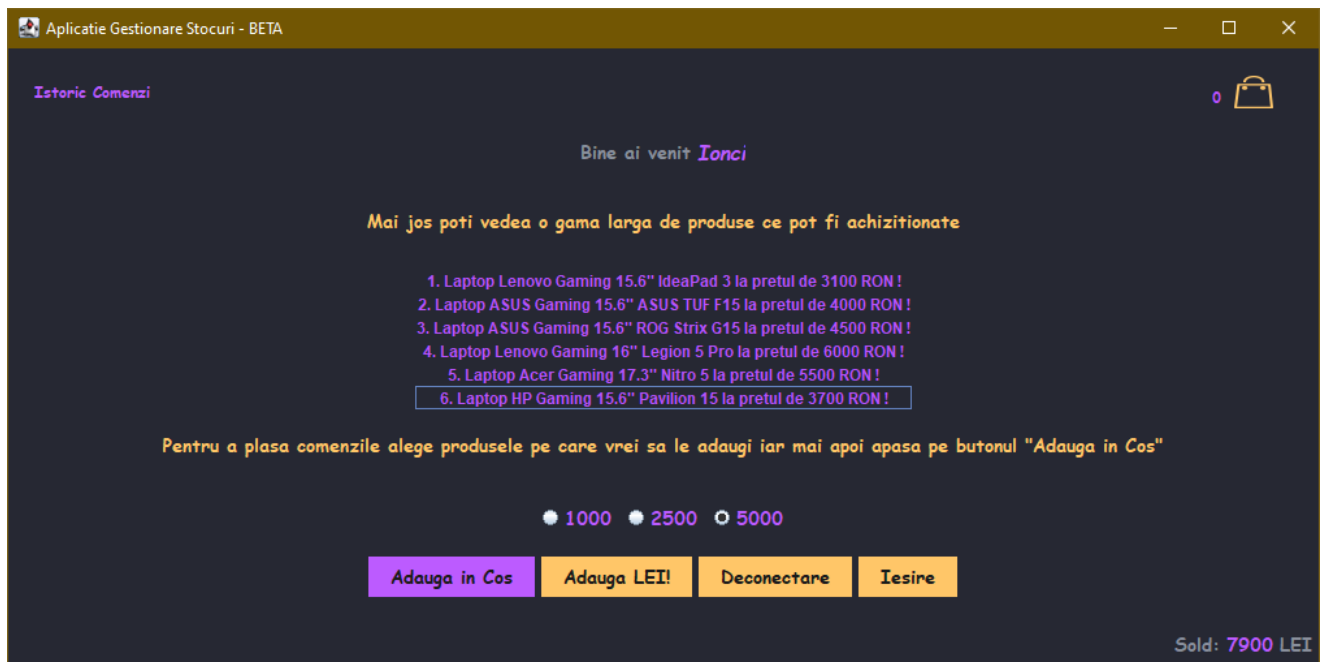 Aplicatie Gestionare Stocuri - BETA
Istoric Comenzi
0
Bine ai venit Ionci
Mai jos poti vedea o gama larga de produse ce pot fi achizitionate
1. Laptop Lenovo Gaming 15.6" IdeaPad 3 la pretul de 3100 RON !
2. Laptop ASUS Gaming 15.6" ASUS TUF F15 la pretul de 4000 RON !
3. Laptop ASUS Gaming 15.6" ROG Strix G15 la pretul de 4500 RON !
4. Laptop Lenovo Gaming 16" Legion 5 Pro la pretul de 6000 RON !
5. Laptop Acer Gaming 17.3" Nitro 5 la pretul de 5500 RON !
6. Laptop HP Gaming 15.6" Pavilion 15 la pretul de 3700 RON !
Pentru a plasa comenzile alege produsele pe care vrei sa le adaugi iar mai apoi apasa pe butonul "Adauga in Cos"
1000 2500 5000
Adauga in Cos Adauga LEI! Deconectare Iesire
Sold: 7900 LEI